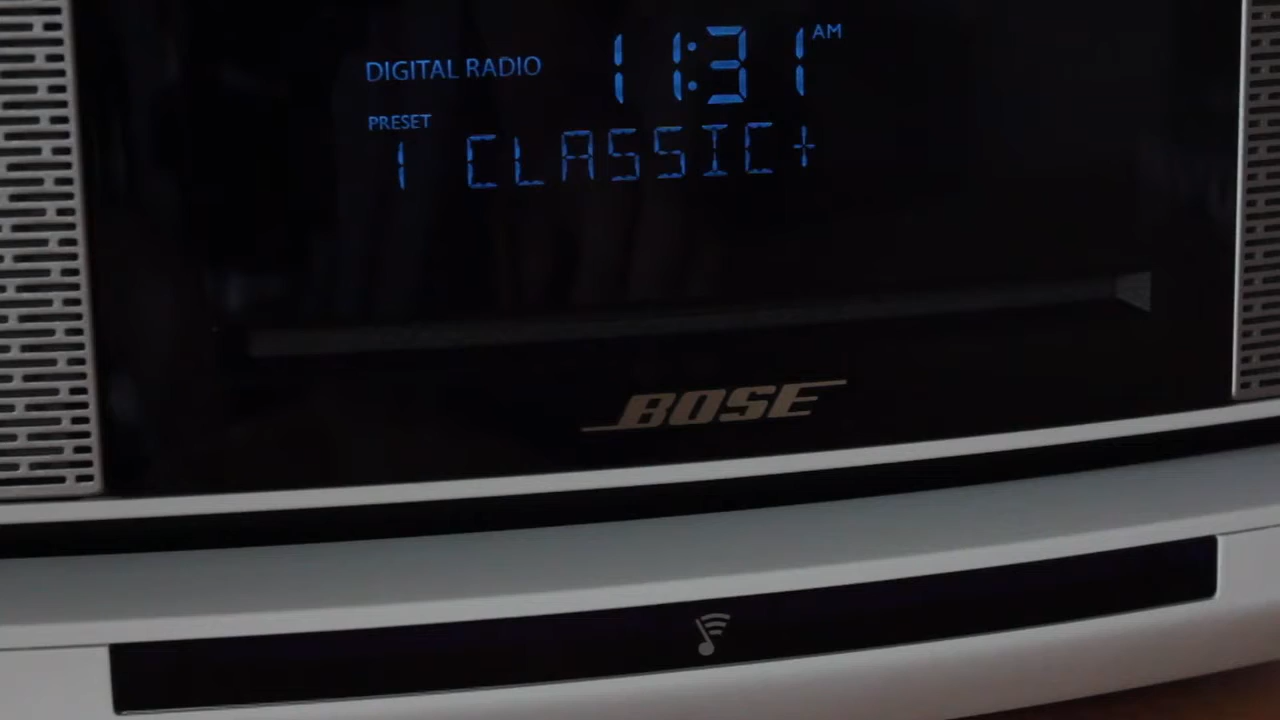 DIGITAL RADIO 11:31 AM
PRESET
1 CLASSIC+
BOSE